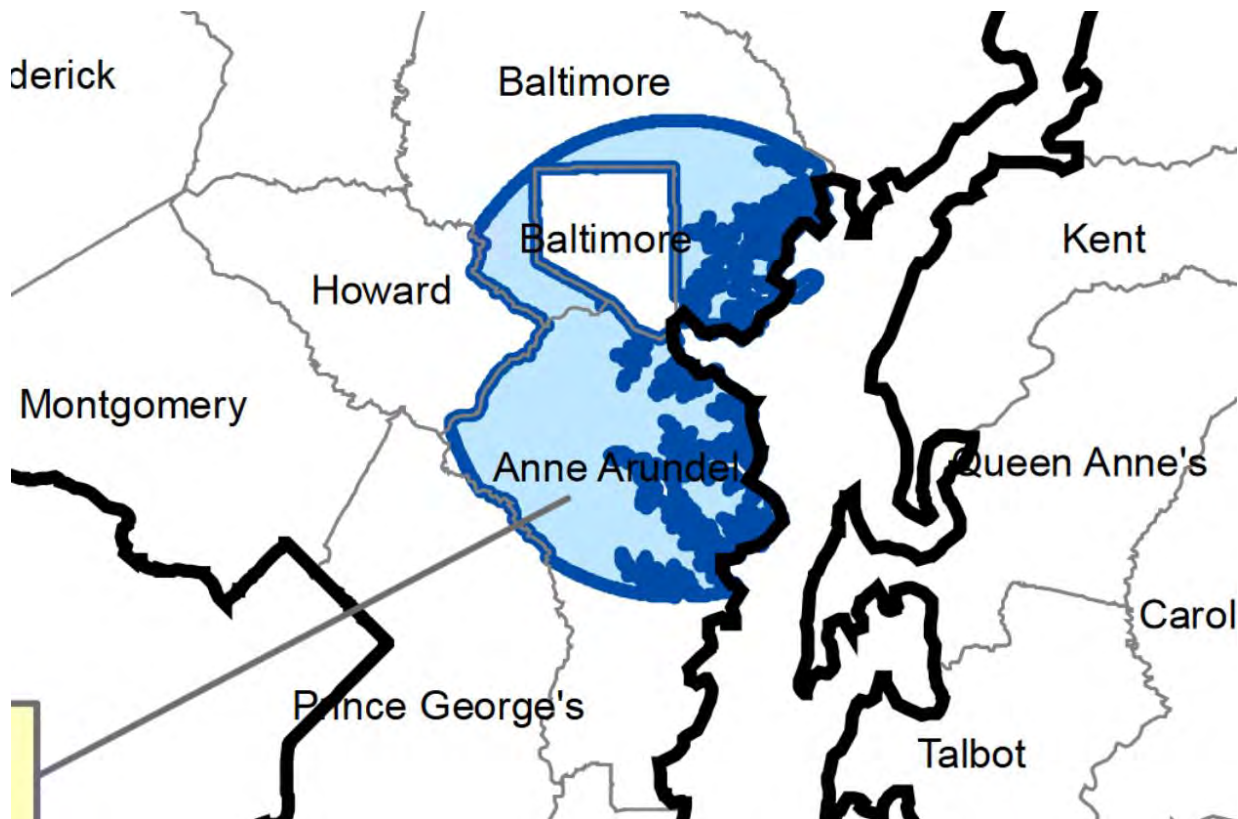 derick
Baltimore
Baltimore
Kent
Howard
Montgomery
Anne Arundel
Queen Anne's
Carol
Prince George's
Talbot